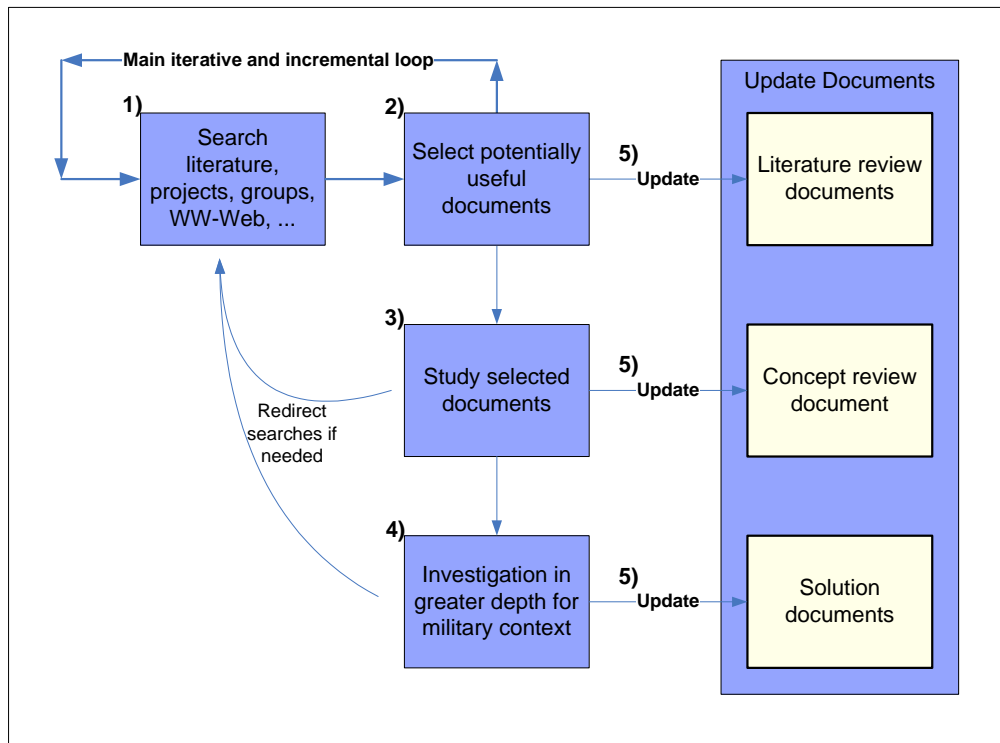 Main iterative and incremental loop
Update Documents
1)
Search
literature,
projects, groups,
WW-Web, ...
2)
Select potentially
useful
documents
5)
Update
Literature review
documents
3)
Study selected
documents
5)
Update
Concept review
document
Redirect
searches if
needed
4)
Investigation in
greater depth for
military context
5)
Update
Solution
documents